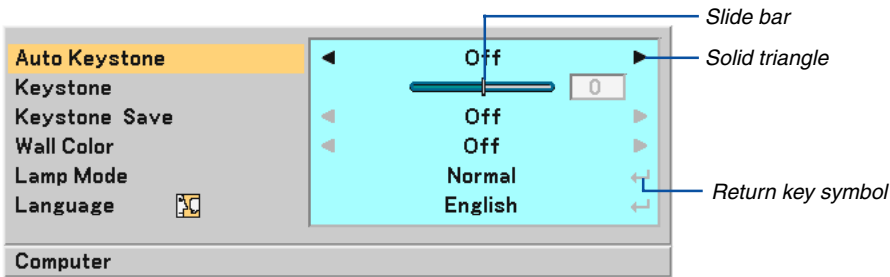 Slide bar
Auto Keystone Off Solid triangle
Keystone 0
Keystone Save Off
Wall Color Off
Lamp Mode Normal
Return key symbol
Language English
Computer